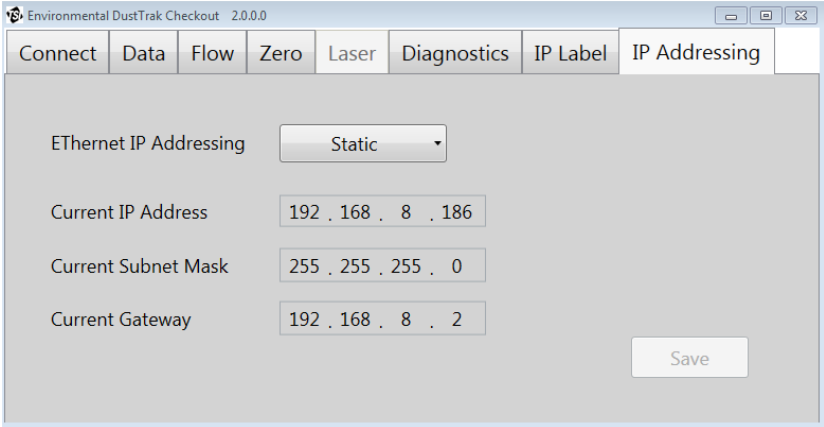 TSI Environmental DustTrak Checkout 2.0.0.0
Connect Data Flow Zero Laser Diagnostics IP Label IP Addressing
EThernet IP Addressing Static
Current IP Address 192 . 168 . 8 . 186
Current Subnet Mask 255 . 255 . 255 . 0
Current Gateway 192 . 168 . 8 . 2
Save